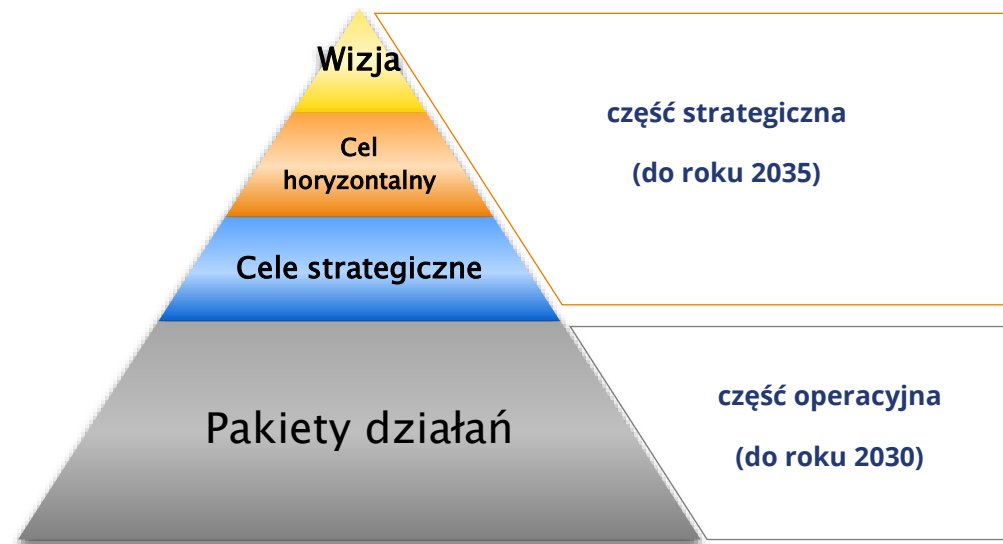 Wizja
Cel
horyzontalny
Cele strategiczne
Pakiety działań
część strategiczna
(do roku 2035)
część operacyjna
(do roku 2030)